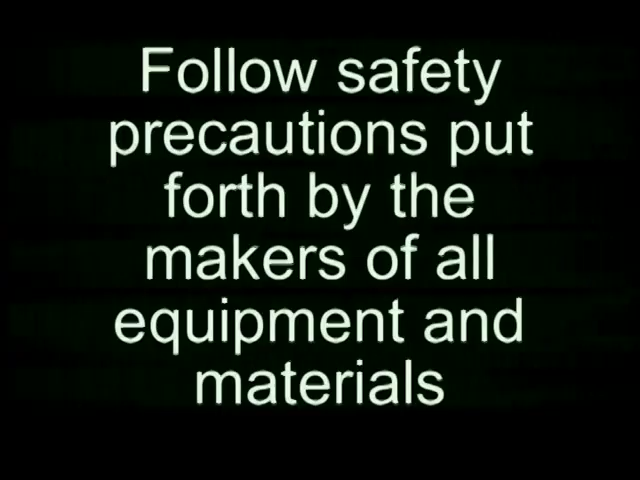 Follow safety
precautions put
forth by the
makers of all
equipment and
materials